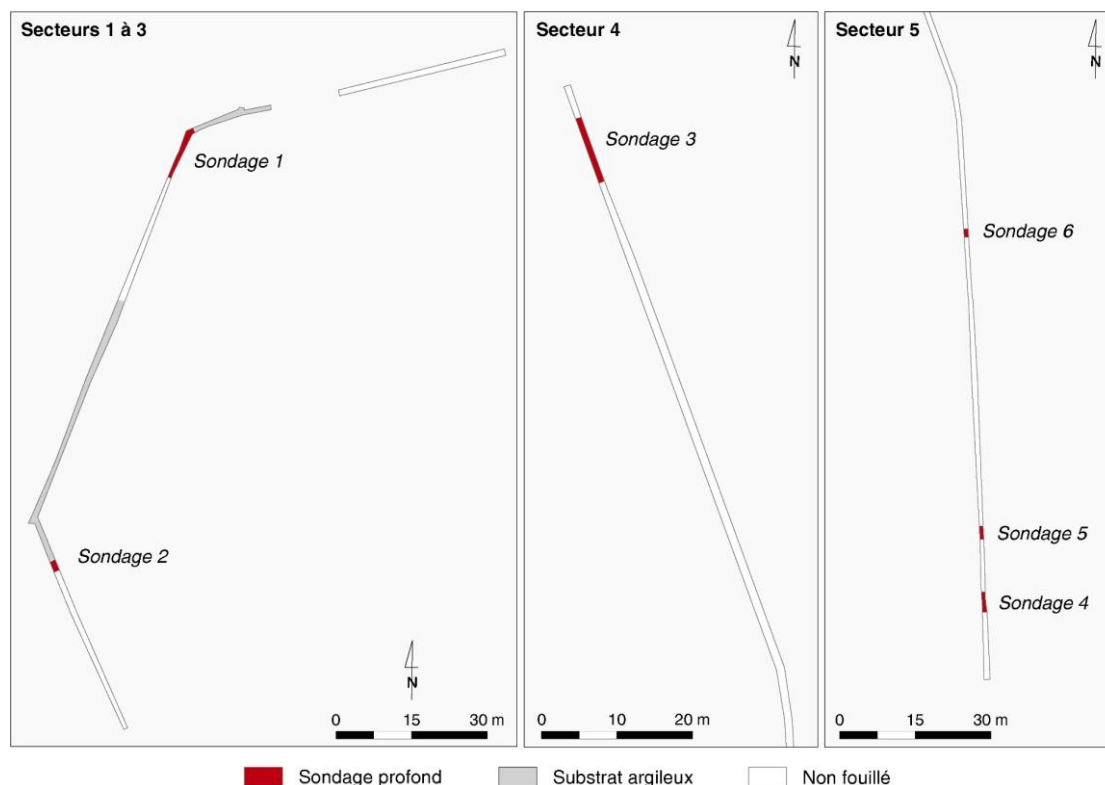 Secteurs 1 à 3
N
Sondage 1
Sondage 2
0 15 30 m
Secteur 4
N
Sondage 3
0 10 20 m
Secteur 5
N
Sondage 6
Sondage 5
Sondage 4
0 15 30 m
Sondage profond
Substrat argileux
Non fouillé